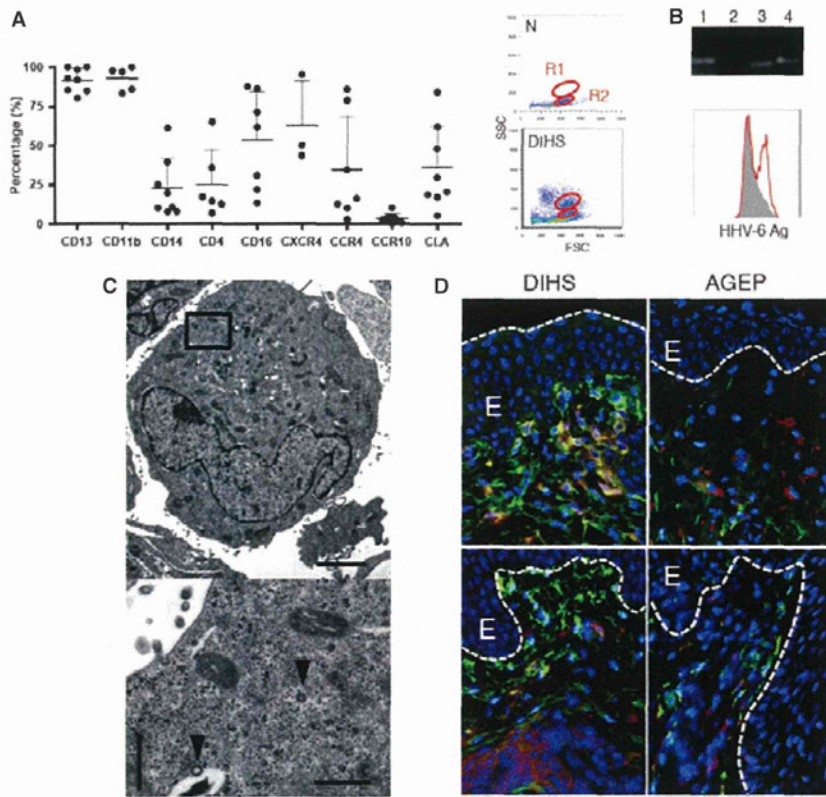 A
Percentage (%)
100
75
50
25
0
CD13 CD11b CD14 CD4 CD16 CXCR4 CCR4 CCR10 CLA
N
R1
R2
SSC
DIHS
FSC
B
1 2 3 4
HHV-6 Ag
C
D
DIHS AGEP
E
E
E
E